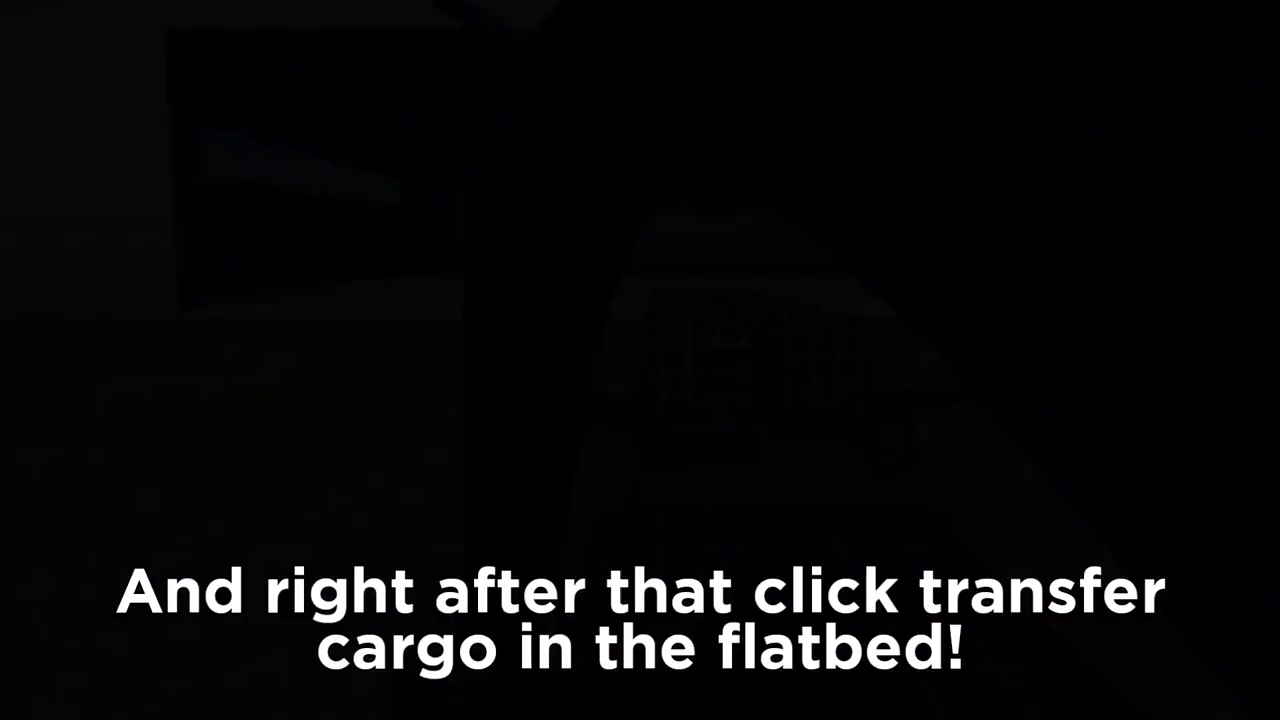 And right after that click transfer
cargo in the flatbed!